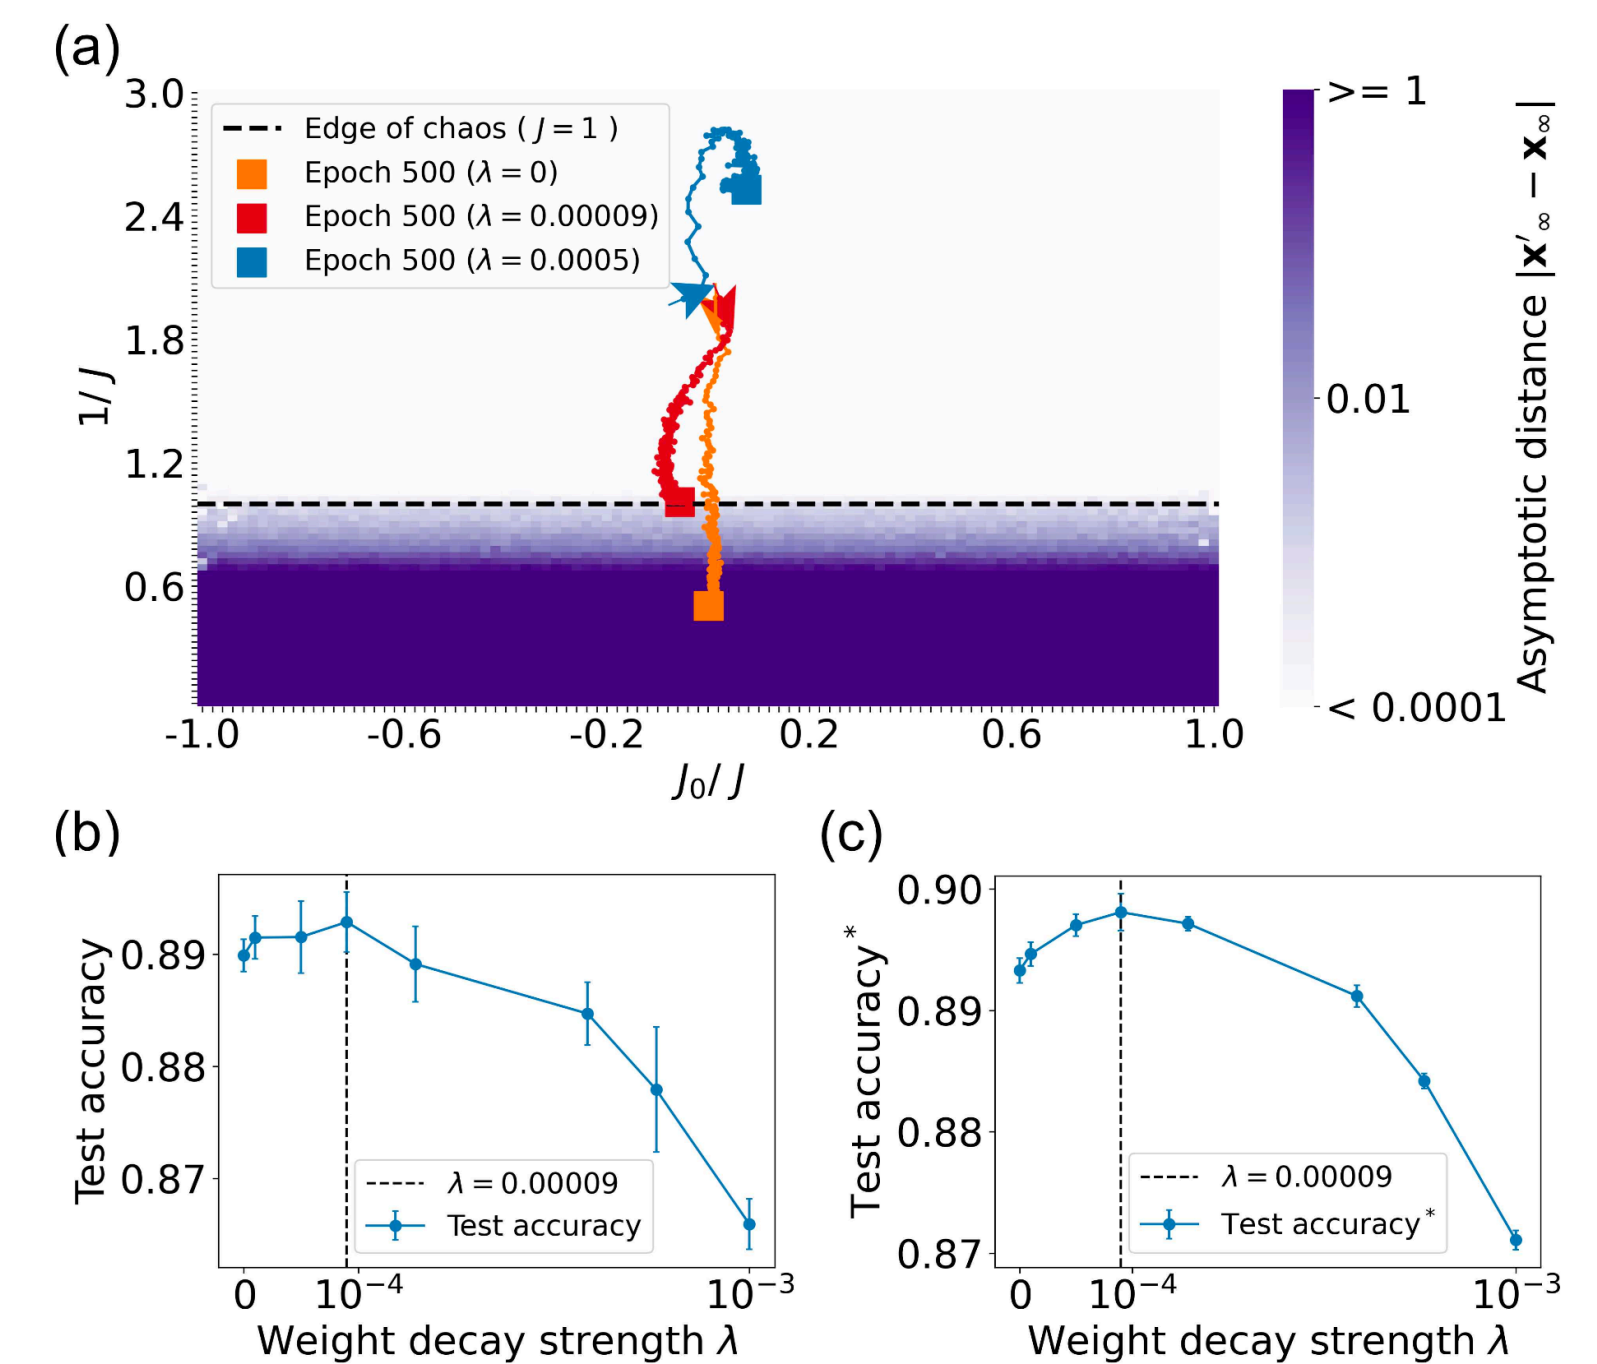 (a)
3.0
2.4
1.8
1.2
0.6
1/ J
Edge of chaos ( J = 1 )
Epoch 500 (λ = 0)
Epoch 500 (λ = 0.00009)
Epoch 500 (λ = 0.0005)
-1.0 -0.6 -0.2 0.2 0.6 1.0
J₀/ J
>= 1
0.01
< 0.0001
Asymptotic distance |x′∞ − x∞|
(b)
0.89
0.88
0.87
Test accuracy
λ = 0.00009
Test accuracy
0 10⁻⁴ 10⁻³
Weight decay strength λ
(c)
0.90
0.89
0.88
0.87
Test accuracy*
λ = 0.00009
Test accuracy*
0 10⁻⁴ 10⁻³
Weight decay strength λ